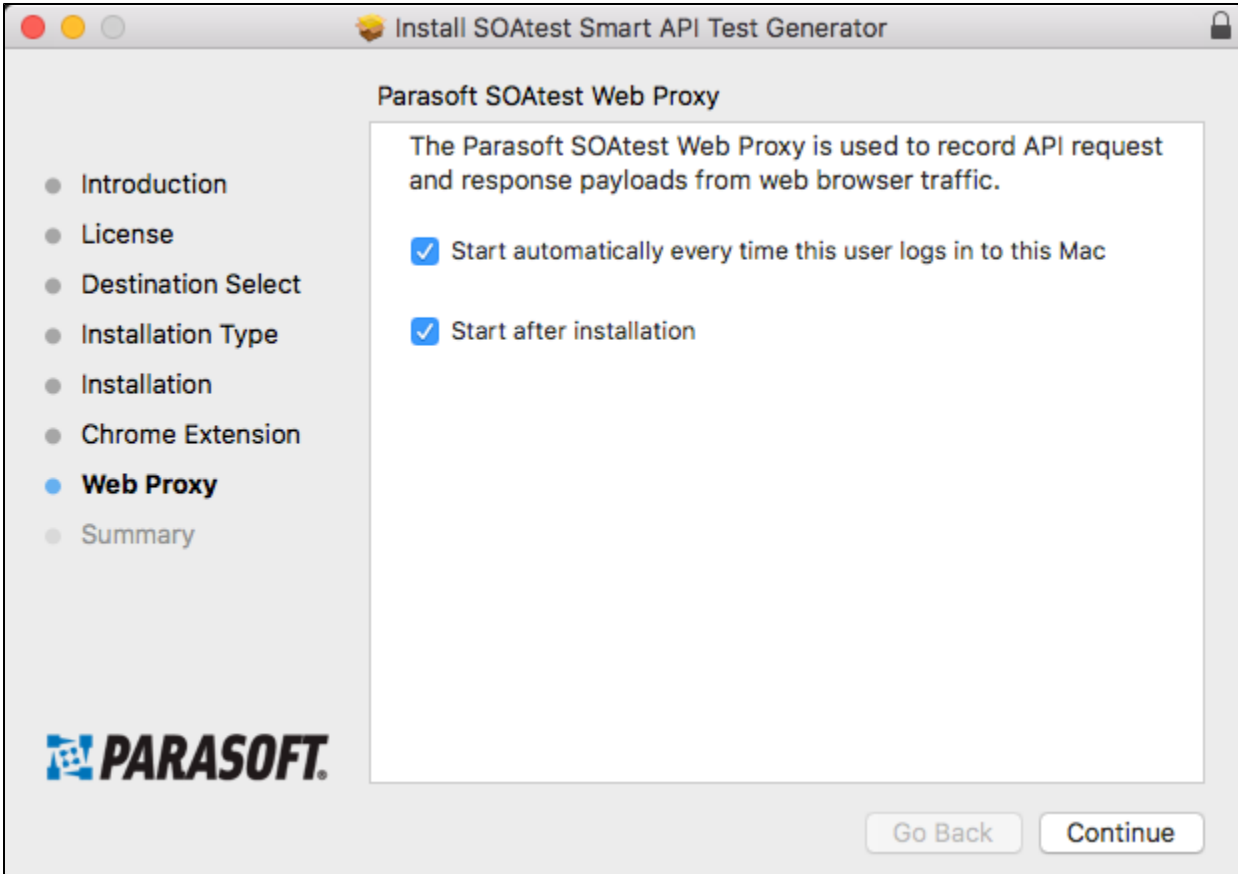 Install SOAtest Smart API Test Generator
Parasoft SOAtest Web Proxy
The Parasoft SOAtest Web Proxy is used to record API request
and response payloads from web browser traffic.
Start automatically every time this user logs in to this Mac
Start after installation
Introduction
License
Destination Select
Installation Type
Installation
Chrome Extension
Web Proxy
Summary
PARASOFT®
Go Back
Continue